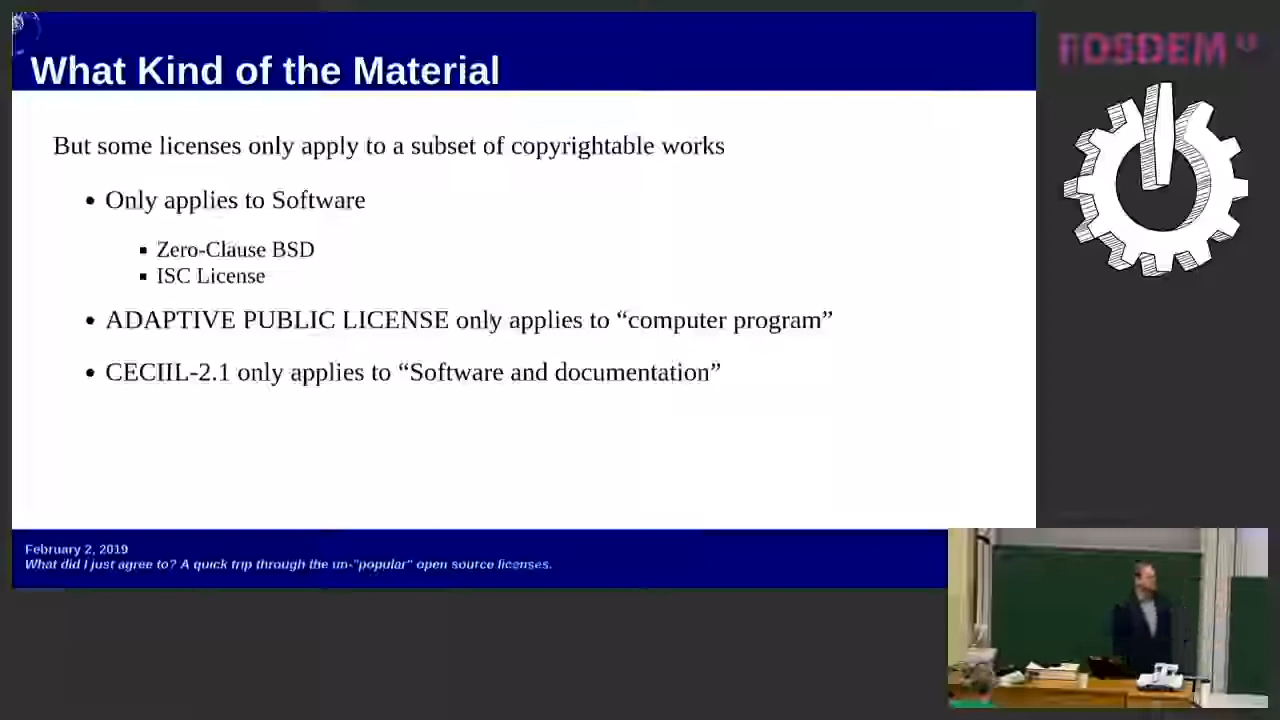 What Kind of the Material
FOSDEM
But some licenses only apply to a subset of copyrightable works
• Only applies to Software
▪ Zero-Clause BSD
▪ ISC License
• ADAPTIVE PUBLIC LICENSE only applies to “computer program”
• CECIIL-2.1 only applies to “Software and documentation”
February 2, 2019
What did I just agree to? A quick trip through the un-"popular" open source licenses.